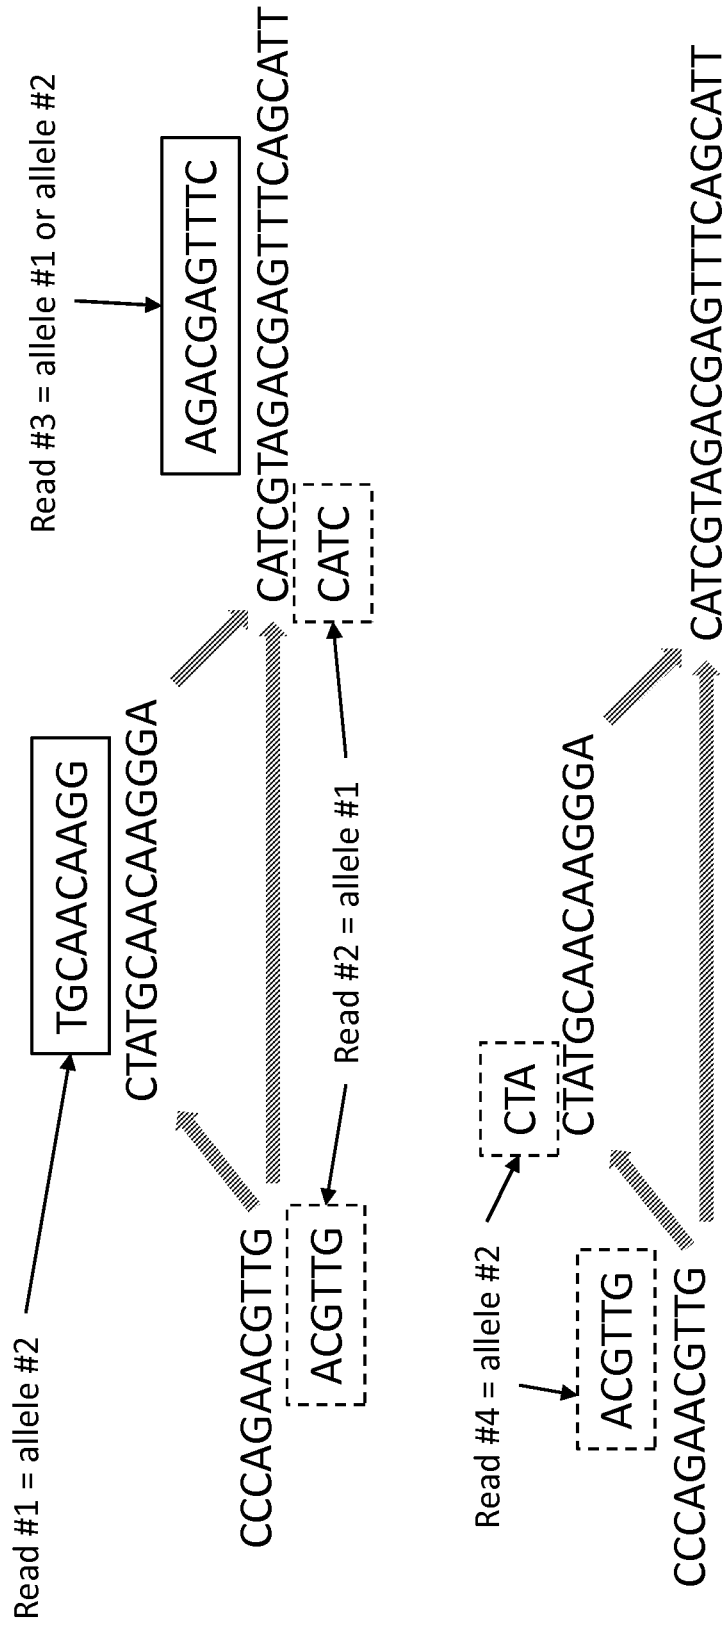 Read #1 = allele #2
Read #3 = allele #1 or allele #2
TGCAACAAGG
AGACGAGTTTC
CTATGCAACAAGGGA
CCCAGAACGTTG
CATCGTAGACGAGTTTCAGCATT
ACGTTG
CATC
Read #2 = allele #1
Read #4 = allele #2
CTA
CTATGCAACAAGGGA
ACGTTG
CCCAGAACGTTG
CATCGTAGACGAGTTTCAGCATT